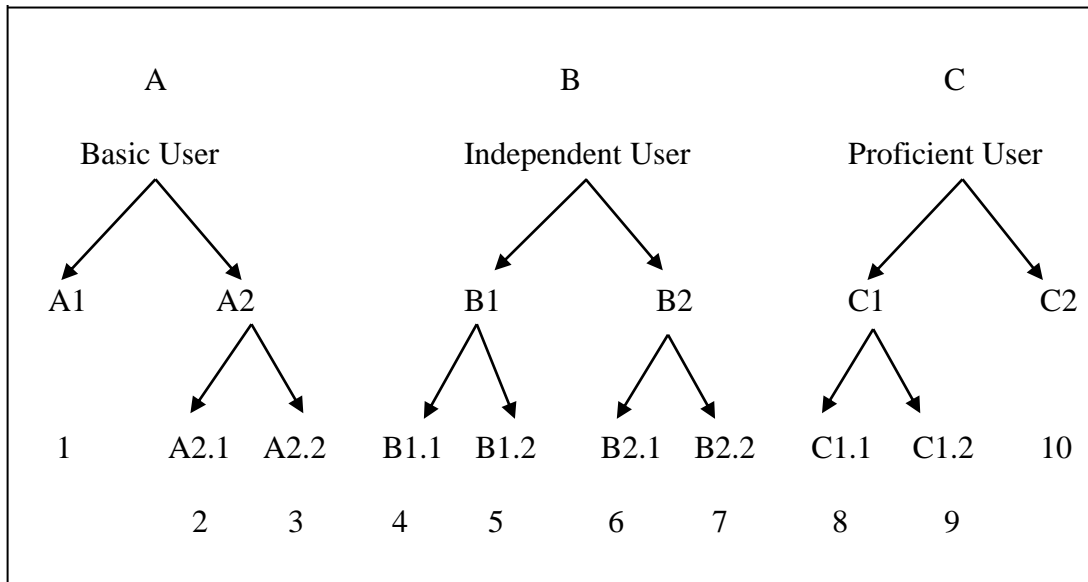 A B C
Basic User Independent User Proficient User
A1 A2 B1 B2 C1 C2
1 A2.1 A2.2 B1.1 B1.2 B2.1 B2.2 C1.1 C1.2 10
2 3 4 5 6 7 8 9